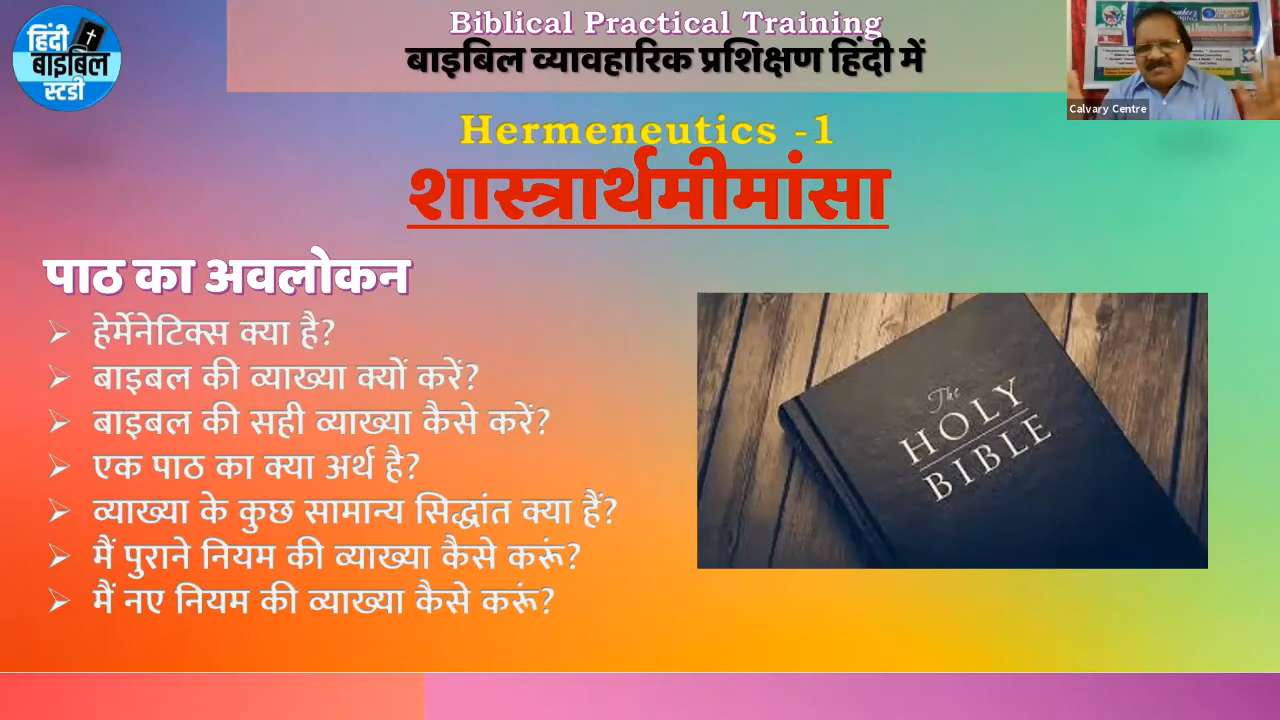 हिंदी
बाइबिल
स्टडी
Biblical Practical Training
बाइबिल व्यावहारिक प्रशिक्षण हिंदी में
Calvary Centre
Hermeneutics -1
शास्त्रार्थमीमांसा
पाठ का अवलोकन
हेर्मेनेटिक्स क्या है?
बाइबल की व्याख्या क्यों करें?
बाइबल की सही व्याख्या कैसे करें?
एक पाठ का क्या अर्थ है?
व्याख्या के कुछ सामान्य सिद्धांत क्या हैं?
मैं पुराने नियम की व्याख्या कैसे करूं?
मैं नए नियम की व्याख्या कैसे करूं?
The
HOLY
BIBLE